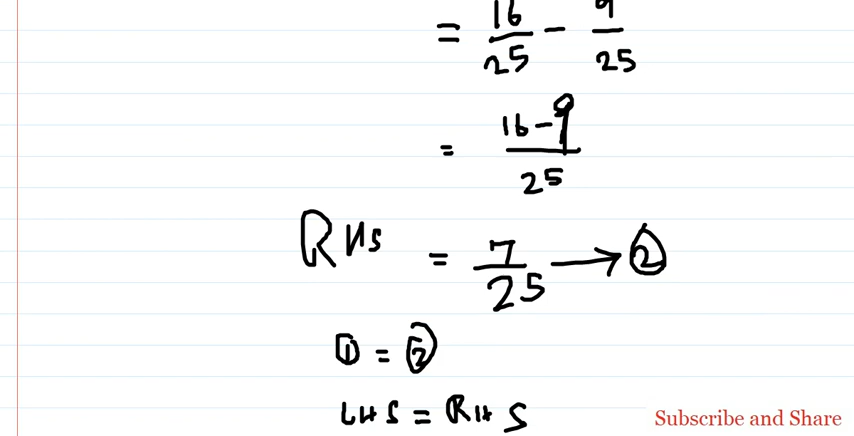 = 16/25 - 9/25
= 16-9/25
RHS = 7/25 → ②
① = ②
LHS = RHS
Subscribe and Share